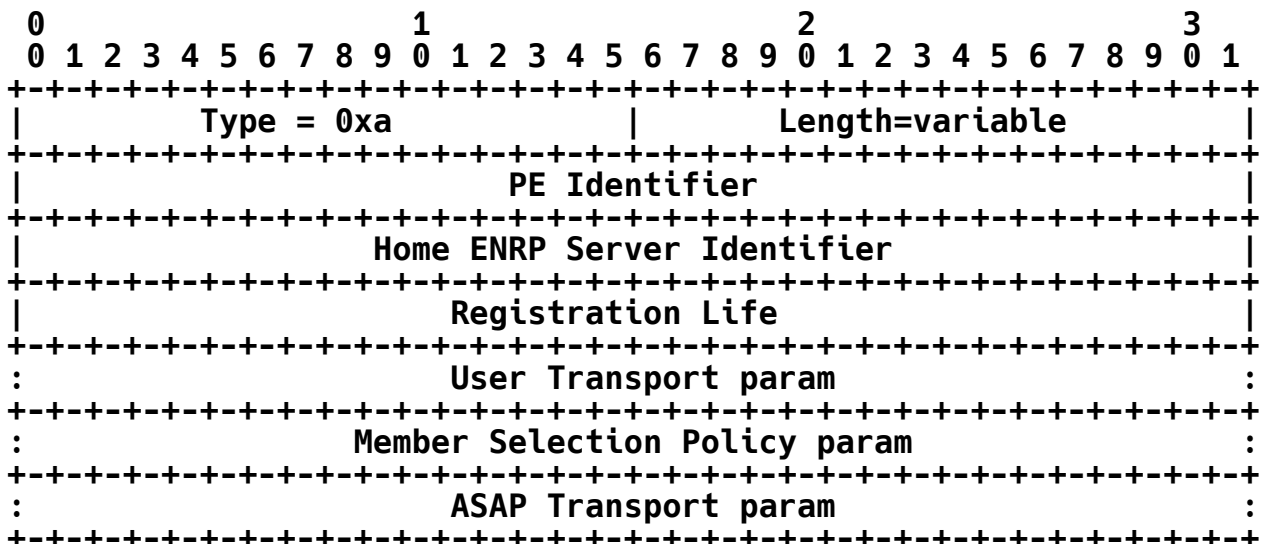 0                   1                   2                   3
 0 1 2 3 4 5 6 7 8 9 0 1 2 3 4 5 6 7 8 9 0 1 2 3 4 5 6 7 8 9 0 1
+-+-+-+-+-+-+-+-+-+-+-+-+-+-+-+-+-+-+-+-+-+-+-+-+-+-+-+-+-+-+-+-+
|         Type = 0xa            |       Length=variable         |
+-+-+-+-+-+-+-+-+-+-+-+-+-+-+-+-+-+-+-+-+-+-+-+-+-+-+-+-+-+-+-+-+
|                         PE Identifier                         |
+-+-+-+-+-+-+-+-+-+-+-+-+-+-+-+-+-+-+-+-+-+-+-+-+-+-+-+-+-+-+-+-+
|                  Home ENRP Server Identifier                  |
+-+-+-+-+-+-+-+-+-+-+-+-+-+-+-+-+-+-+-+-+-+-+-+-+-+-+-+-+-+-+-+-+
|                      Registration Life                        |
+-+-+-+-+-+-+-+-+-+-+-+-+-+-+-+-+-+-+-+-+-+-+-+-+-+-+-+-+-+-+-+-+
:                      User Transport param                     :
+-+-+-+-+-+-+-+-+-+-+-+-+-+-+-+-+-+-+-+-+-+-+-+-+-+-+-+-+-+-+-+-+
:                 Member Selection Policy param                 :
+-+-+-+-+-+-+-+-+-+-+-+-+-+-+-+-+-+-+-+-+-+-+-+-+-+-+-+-+-+-+-+-+
:                      ASAP Transport param                     :
+-+-+-+-+-+-+-+-+-+-+-+-+-+-+-+-+-+-+-+-+-+-+-+-+-+-+-+-+-+-+-+-+